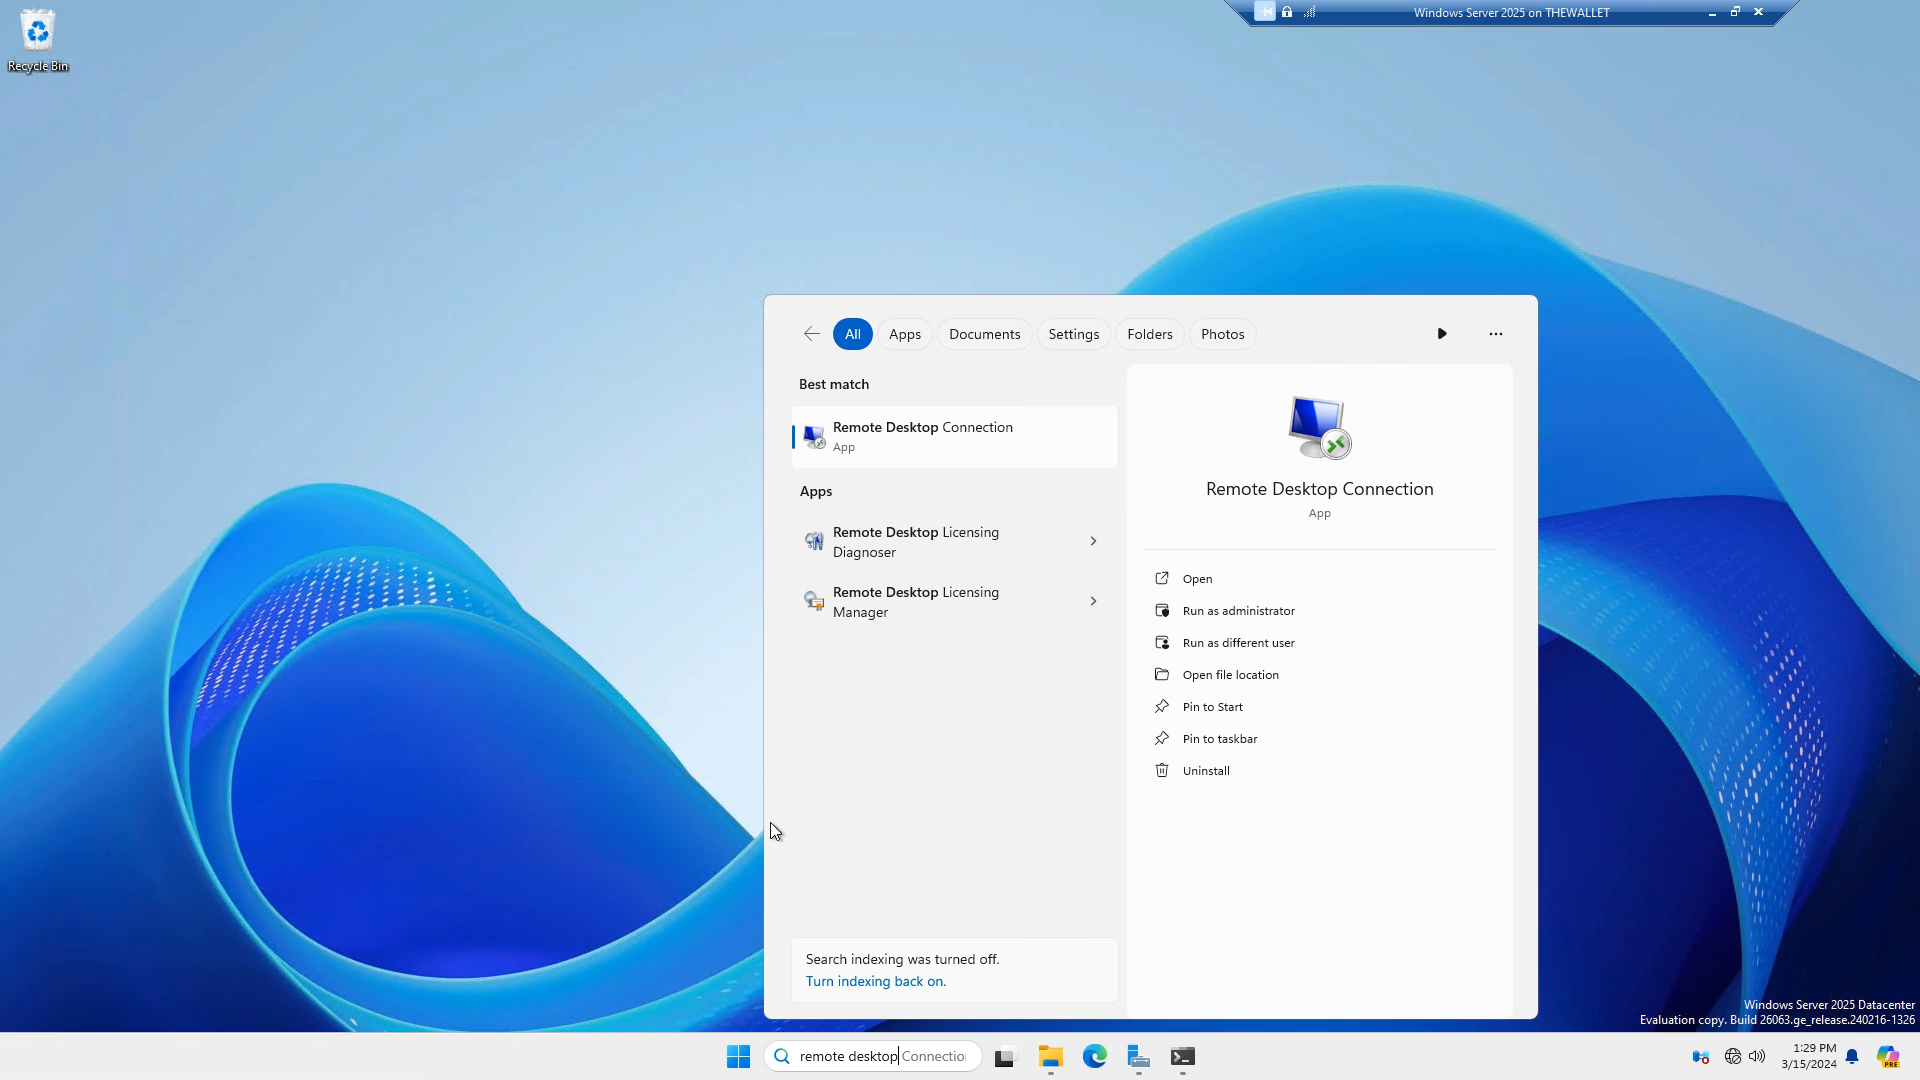 Recycle Bin
Windows Server 2025 on THEWALLET
All
Apps
Documents
Settings
Folders
Photos
Best match
Remote Desktop Connection
App
Apps
Remote Desktop Licensing
Diagnoser
Remote Desktop Licensing
Manager
Search indexing was turned off.
Turn indexing back on.
Remote Desktop Connection
App
Open
Run as administrator
Run as different user
Open file location
Pin to Start
Pin to taskbar
Uninstall
Windows Server 2025 Datacenter
Evaluation copy. Build 26063.ge_release.240216-1326
remote desktop Connectio
1:29 PM
3/15/2024
PRE